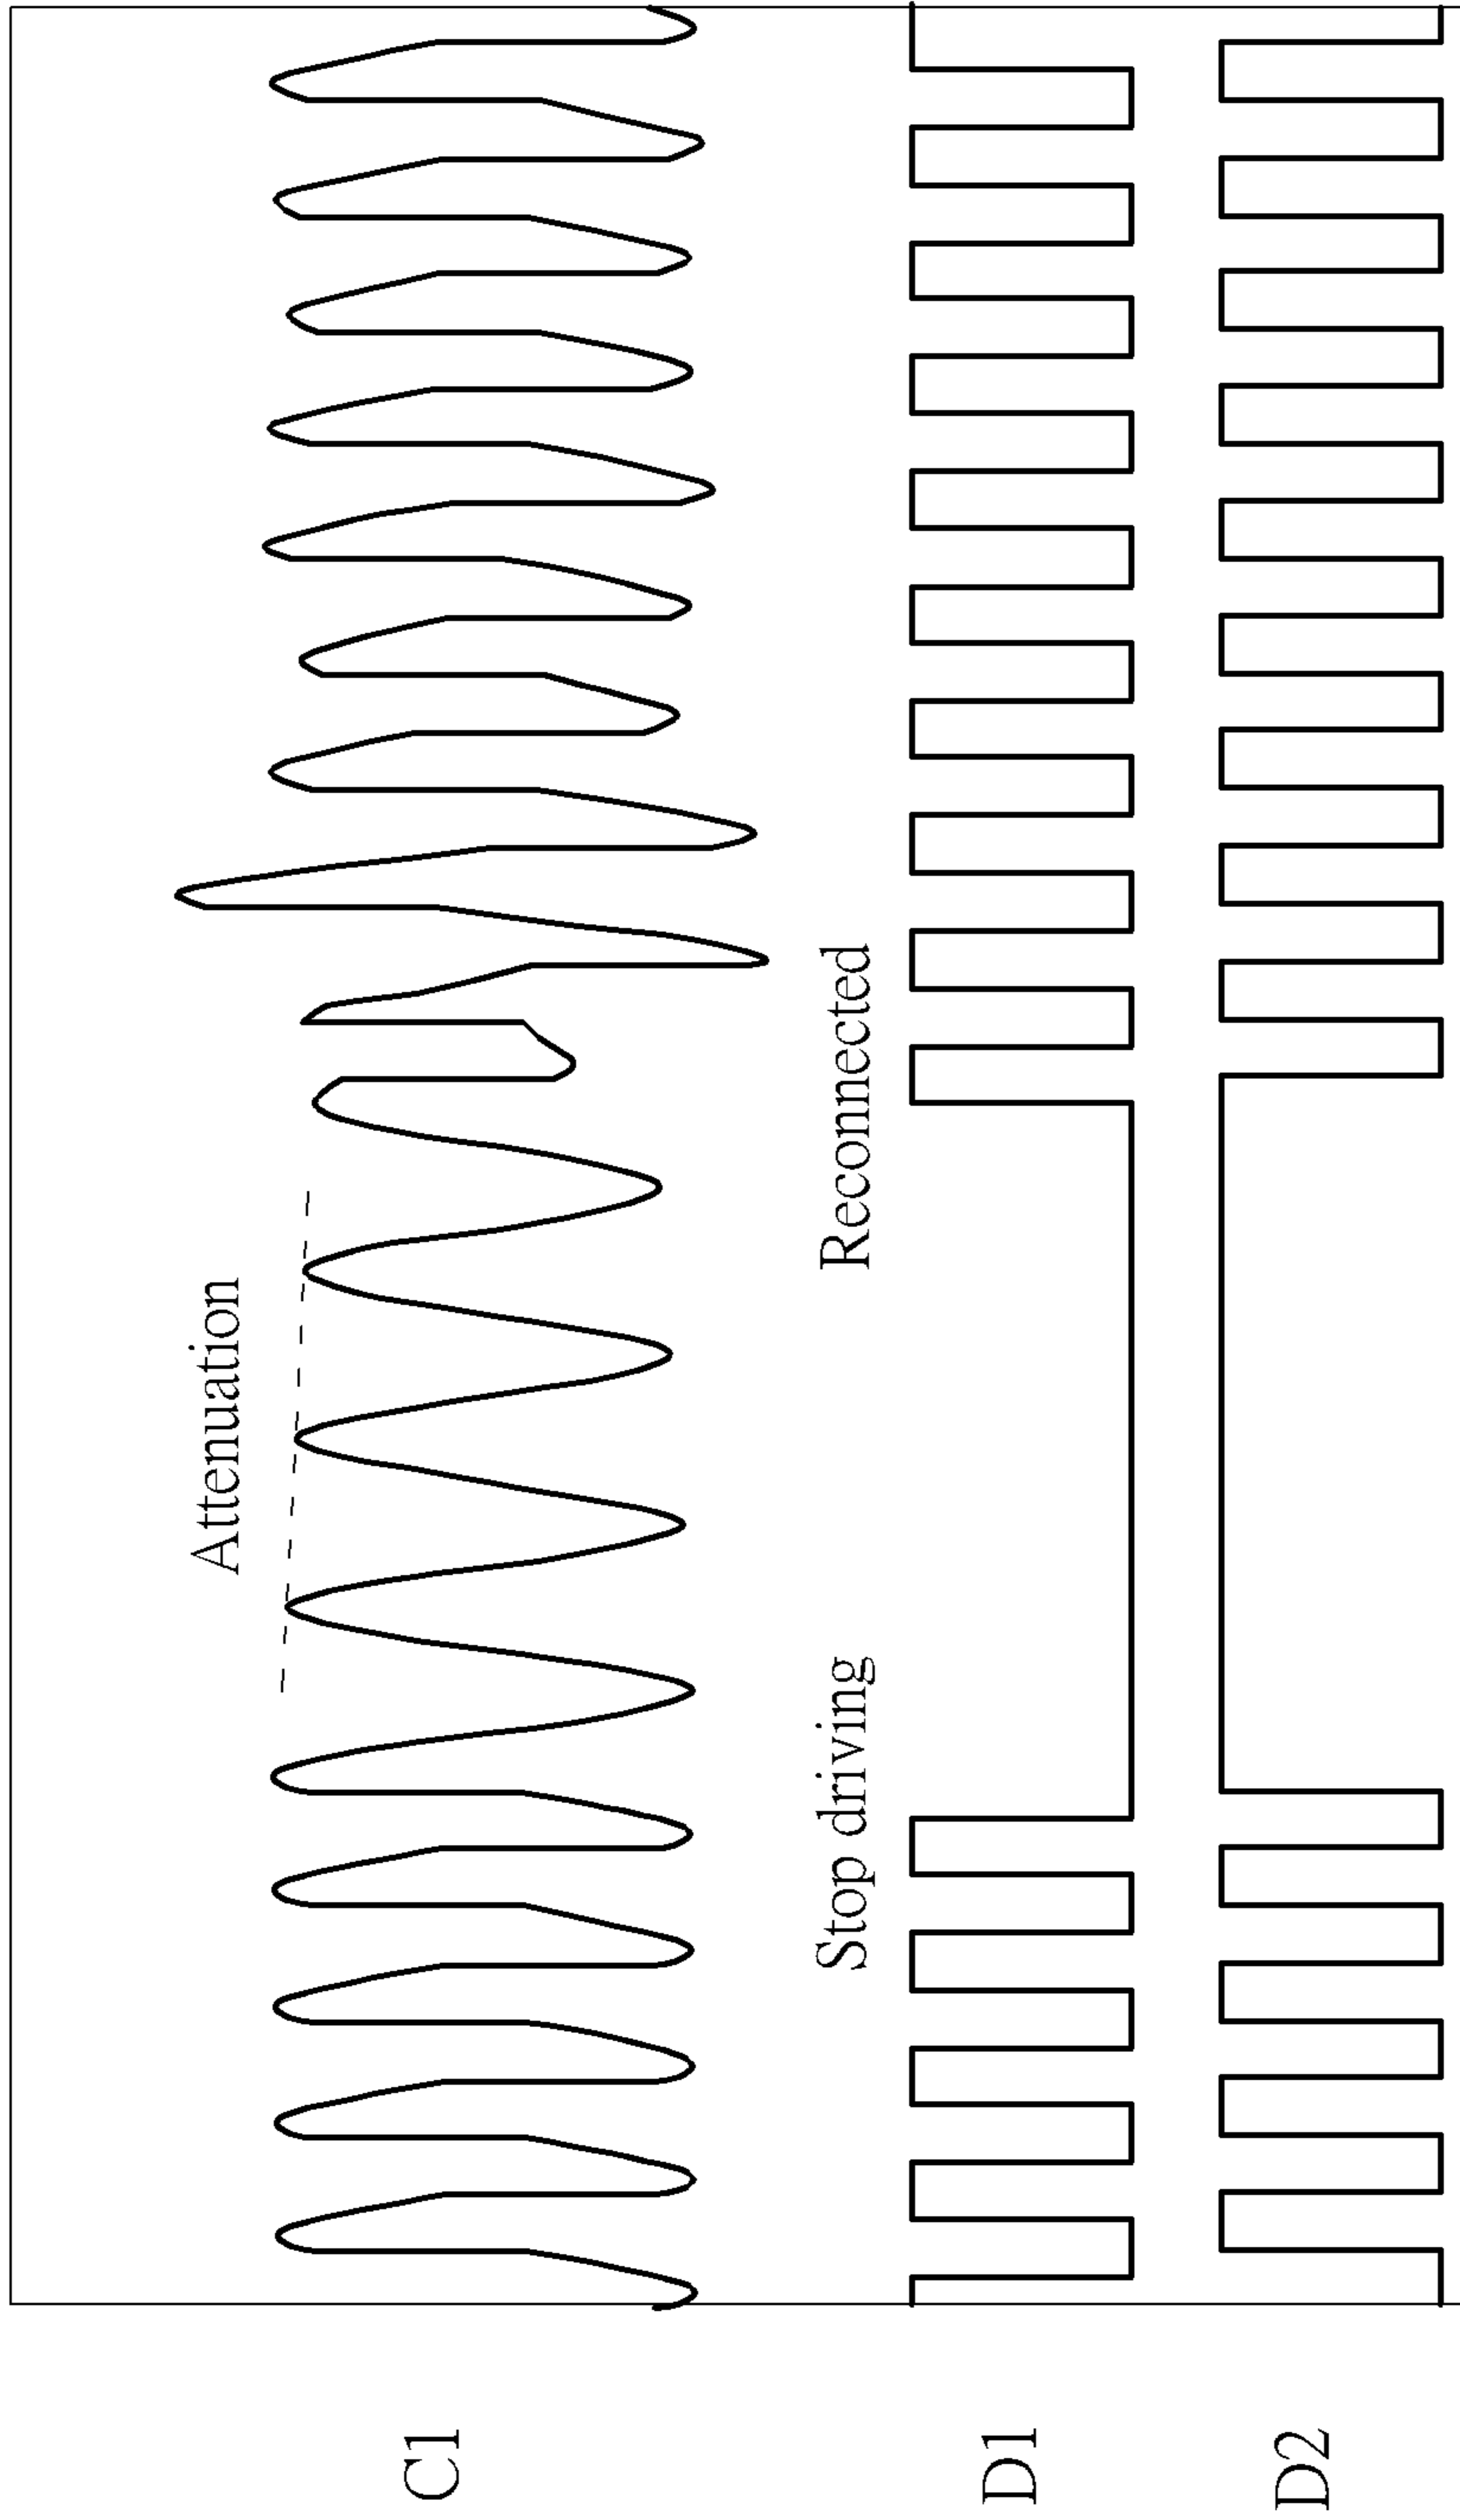 Attenuation
C1
Stop driving
Reconnected
D1
D2